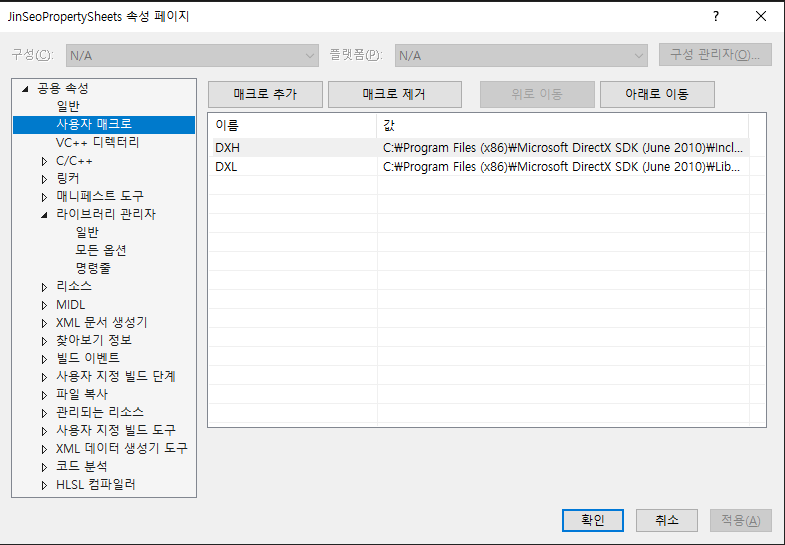 JinSeoPropertySheets 속성 페이지
?
구성(C): N/A 플랫폼(P): N/A 구성 관리자(O)...
공용 속성
일반
사용자 매크로
VC++ 디렉터리
C/C++
링커
매니페스트 도구
라이브러리 관리자
일반
모든 옵션
명령줄
리소스
MIDL
XML 문서 생성기
찾아보기 정보
빌드 이벤트
사용자 지정 빌드 단계
파일 복사
관리되는 리소스
사용자 지정 빌드 도구
XML 데이터 생성기 도구
코드 분석
HLSL 컴파일러
매크로 추가 매크로 제거 위로 이동 아래로 이동
이름 값
DXH C:₩Program Files (x86)₩Microsoft DirectX SDK (June 2010)₩Incl...
DXL C:₩Program Files (x86)₩Microsoft DirectX SDK (June 2010)₩Lib...
확인 취소 적용(A)